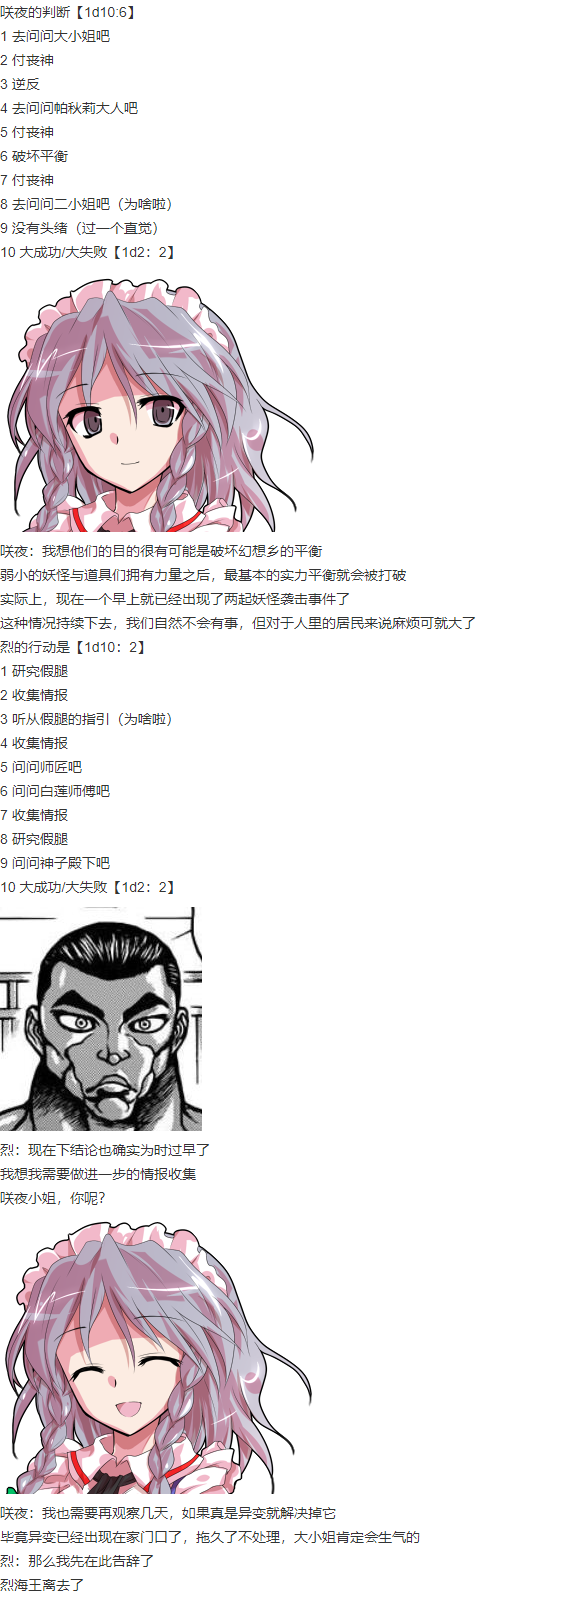 咲夜的判断【1d10:6】
1 去问问大小姐吧
2 付丧神
3 逆反
4 去问问帕秋莉大人吧
5 付丧神
6 破坏平衡
7 付丧神
8 去问问二小姐吧（为啥啦）
9 没有头绪（过一个直觉）
10 大成功/大失败【1d2：2】
咲夜：我想他们的目的很有可能是破坏幻想乡的平衡
弱小的妖怪与道具们拥有力量之后，最基本的实力平衡就会被打破
实际上，现在一个早上就已经出现了两起妖怪袭击事件了
这种情况持续下去，我们自然不会有事，但对于人里的居民来说麻烦可就大了
烈的行动是【1d10：2】
1 研究假腿
2 收集情报
3 听从假腿的指引（为啥啦）
4 收集情报
5 问问师匠吧
6 问问白莲师傅吧
7 收集情报
8 研究假腿
9 问问神子殿下吧
10 大成功/大失败【1d2：2】
烈：现在下结论也确实为时过早了
我想我需要做进一步的情报收集
咲夜小姐，你呢？
咲夜：我也需要再观察几天，如果真是异变就解决掉它
毕竟异变已经出现在家门口了，拖久了不处理，大小姐肯定会生气的
烈：那么我先在此告辞了
烈海王离去了